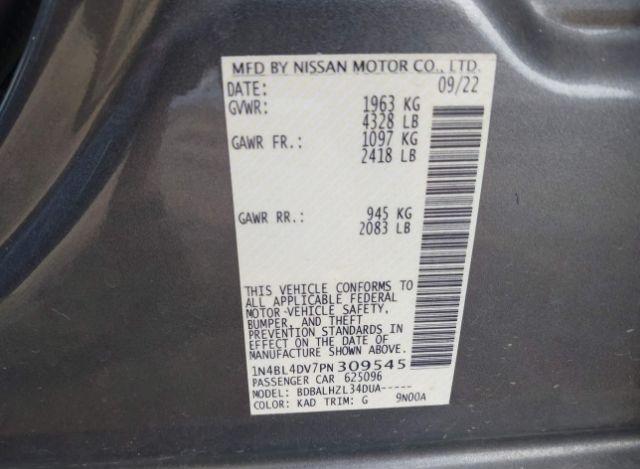 MFD BY NISSAN MOTOR CO., LTD.
DATE: 09/22
GVWR: 1963 KG
4328 LB
GAWR FR.: 1097 KG
2418 LB
GAWR RR.: 945 KG
2083 LB
THIS VEHICLE CONFORMS TO
ALL APPLICABLE FEDERAL
MOTOR-VEHICLE SAFETY,
BUMPER, AND THEFT
PREVENTION STANDARDS IN
EFFECT ON THE DATE OF
MANUFACTURE SHOWN ABOVE.
1N4BL4DV7PN309545
PASSENGER CAR 625096
MODEL: BDBALHZL34DUA-----
COLOR: KAD TRIM: G 9N00A